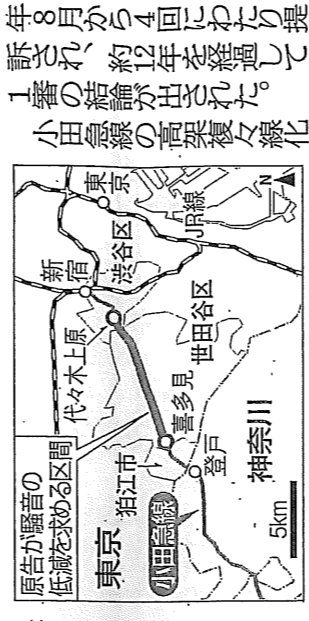 年8月から4回にわたり提
訴され、約12年を経過して
1審の結論が出された。
小田急線の高架複々線化
原告が騒音の
低減を求める区間
東京
小田急線
狛江市
代々木上原
新宿
渋谷区
東京
JR線
N
世田谷区
喜多見
登戸
神奈川
5km